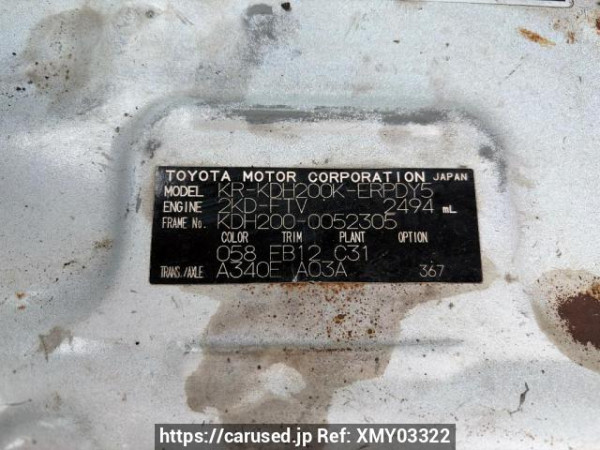 TOYOTA MOTOR CORPORATION JAPAN
MODEL KR-KDH200K-ERPDY5
ENGINE 2KD-FTV 2494 mL
FRAME No. KDH200-0052305
COLOR TRIM PLANT OPTION
058 EB12 C31
TRANS./AXLE A340E A03A 367
https://carused.jp Ref: XMY03322